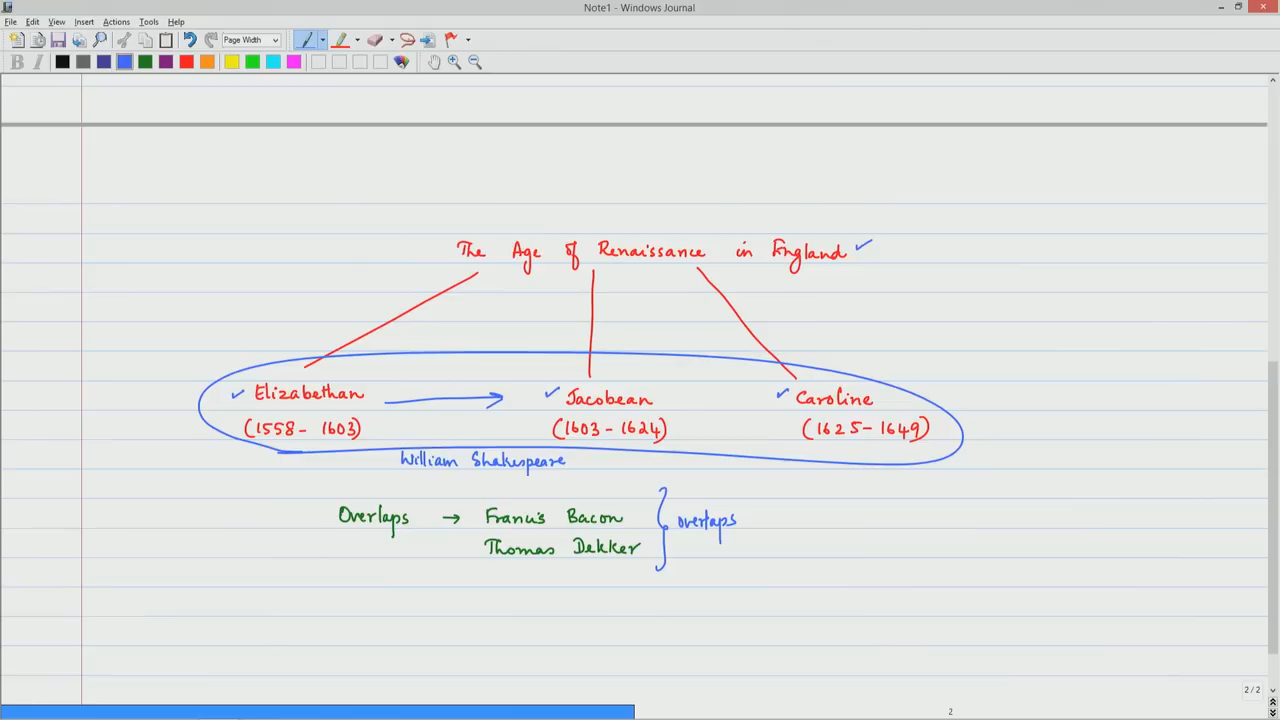 Note1 - Windows Journal
File Edit View Insert Actions Tools Help
Page Width
B I
The Age of Renaissance in England
Elizabethan Jacobean Caroline
(1558 - 1603) (1603 - 1624) (1625 - 1649)
William Shakespeare
Overlaps → Francis Bacon overlaps
Thomas Dekker
2/2
2